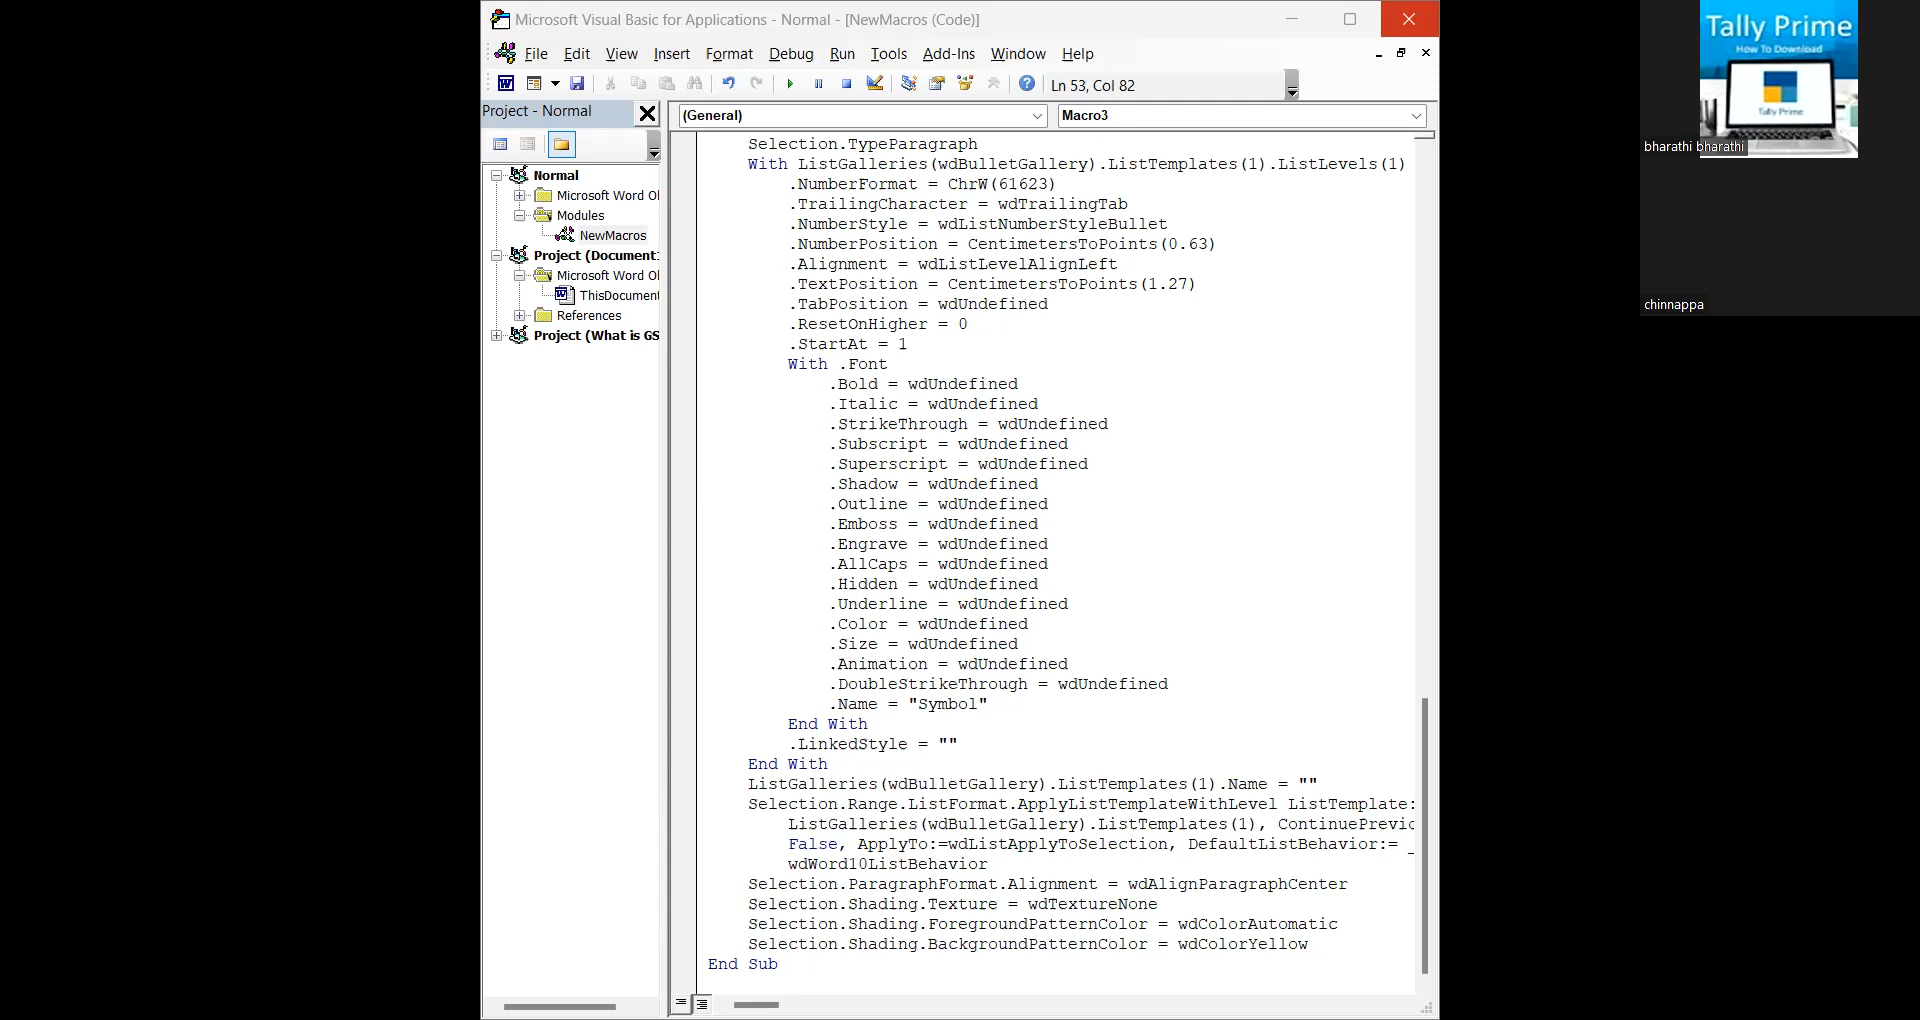 Microsoft Visual Basic for Applications - Normal - [NewMacros (Code)]
File Edit View Insert Format Debug Run Tools Add-Ins Window Help
Ln 53, Col 82
Project - Normal
(General)
Macro3
Normal
Microsoft Word Ol
Modules
NewMacros
Project (Document
Microsoft Word Ol
ThisDocument
References
Project (What is GS
Selection.TypeParagraph
With ListGalleries(wdBulletGallery).ListTemplates(1).ListLevels(1)
.NumberFormat = ChrW(61623)
.TrailingCharacter = wdTrailingTab
.NumberStyle = wdListNumberStyleBullet
.NumberPosition = CentimetersToPoints(0.63)
.Alignment = wdListLevelAlignLeft
.TextPosition = CentimetersToPoints(1.27)
.TabPosition = wdUndefined
.ResetOnHigher = 0
.StartAt = 1
With .Font
.Bold = wdUndefined
.Italic = wdUndefined
.StrikeThrough = wdUndefined
.Subscript = wdUndefined
.Superscript = wdUndefined
.Shadow = wdUndefined
.Outline = wdUndefined
.Emboss = wdUndefined
.Engrave = wdUndefined
.AllCaps = wdUndefined
.Hidden = wdUndefined
.Underline = wdUndefined
.Color = wdUndefined
.Size = wdUndefined
.Animation = wdUndefined
.DoubleStrikeThrough = wdUndefined
.Name = "Symbol"
End With
.LinkedStyle = ""
End With
ListGalleries(wdBulletGallery).ListTemplates(1).Name = ""
Selection.Range.ListFormat.ApplyListTemplateWithLevel ListTemplate:
ListGalleries(wdBulletGallery).ListTemplates(1), ContinuePrevio
False, ApplyTo:=wdListApplyToSelection, DefaultListBehavior:= _
wdWord10ListBehavior
Selection.ParagraphFormat.Alignment = wdAlignParagraphCenter
Selection.Shading.Texture = wdTextureNone
Selection.Shading.ForegroundPatternColor = wdColorAutomatic
Selection.Shading.BackgroundPatternColor = wdColorYellow
End Sub
Tally Prime
How To Download
Tally Prime
bharathi bharathi
chinnappa